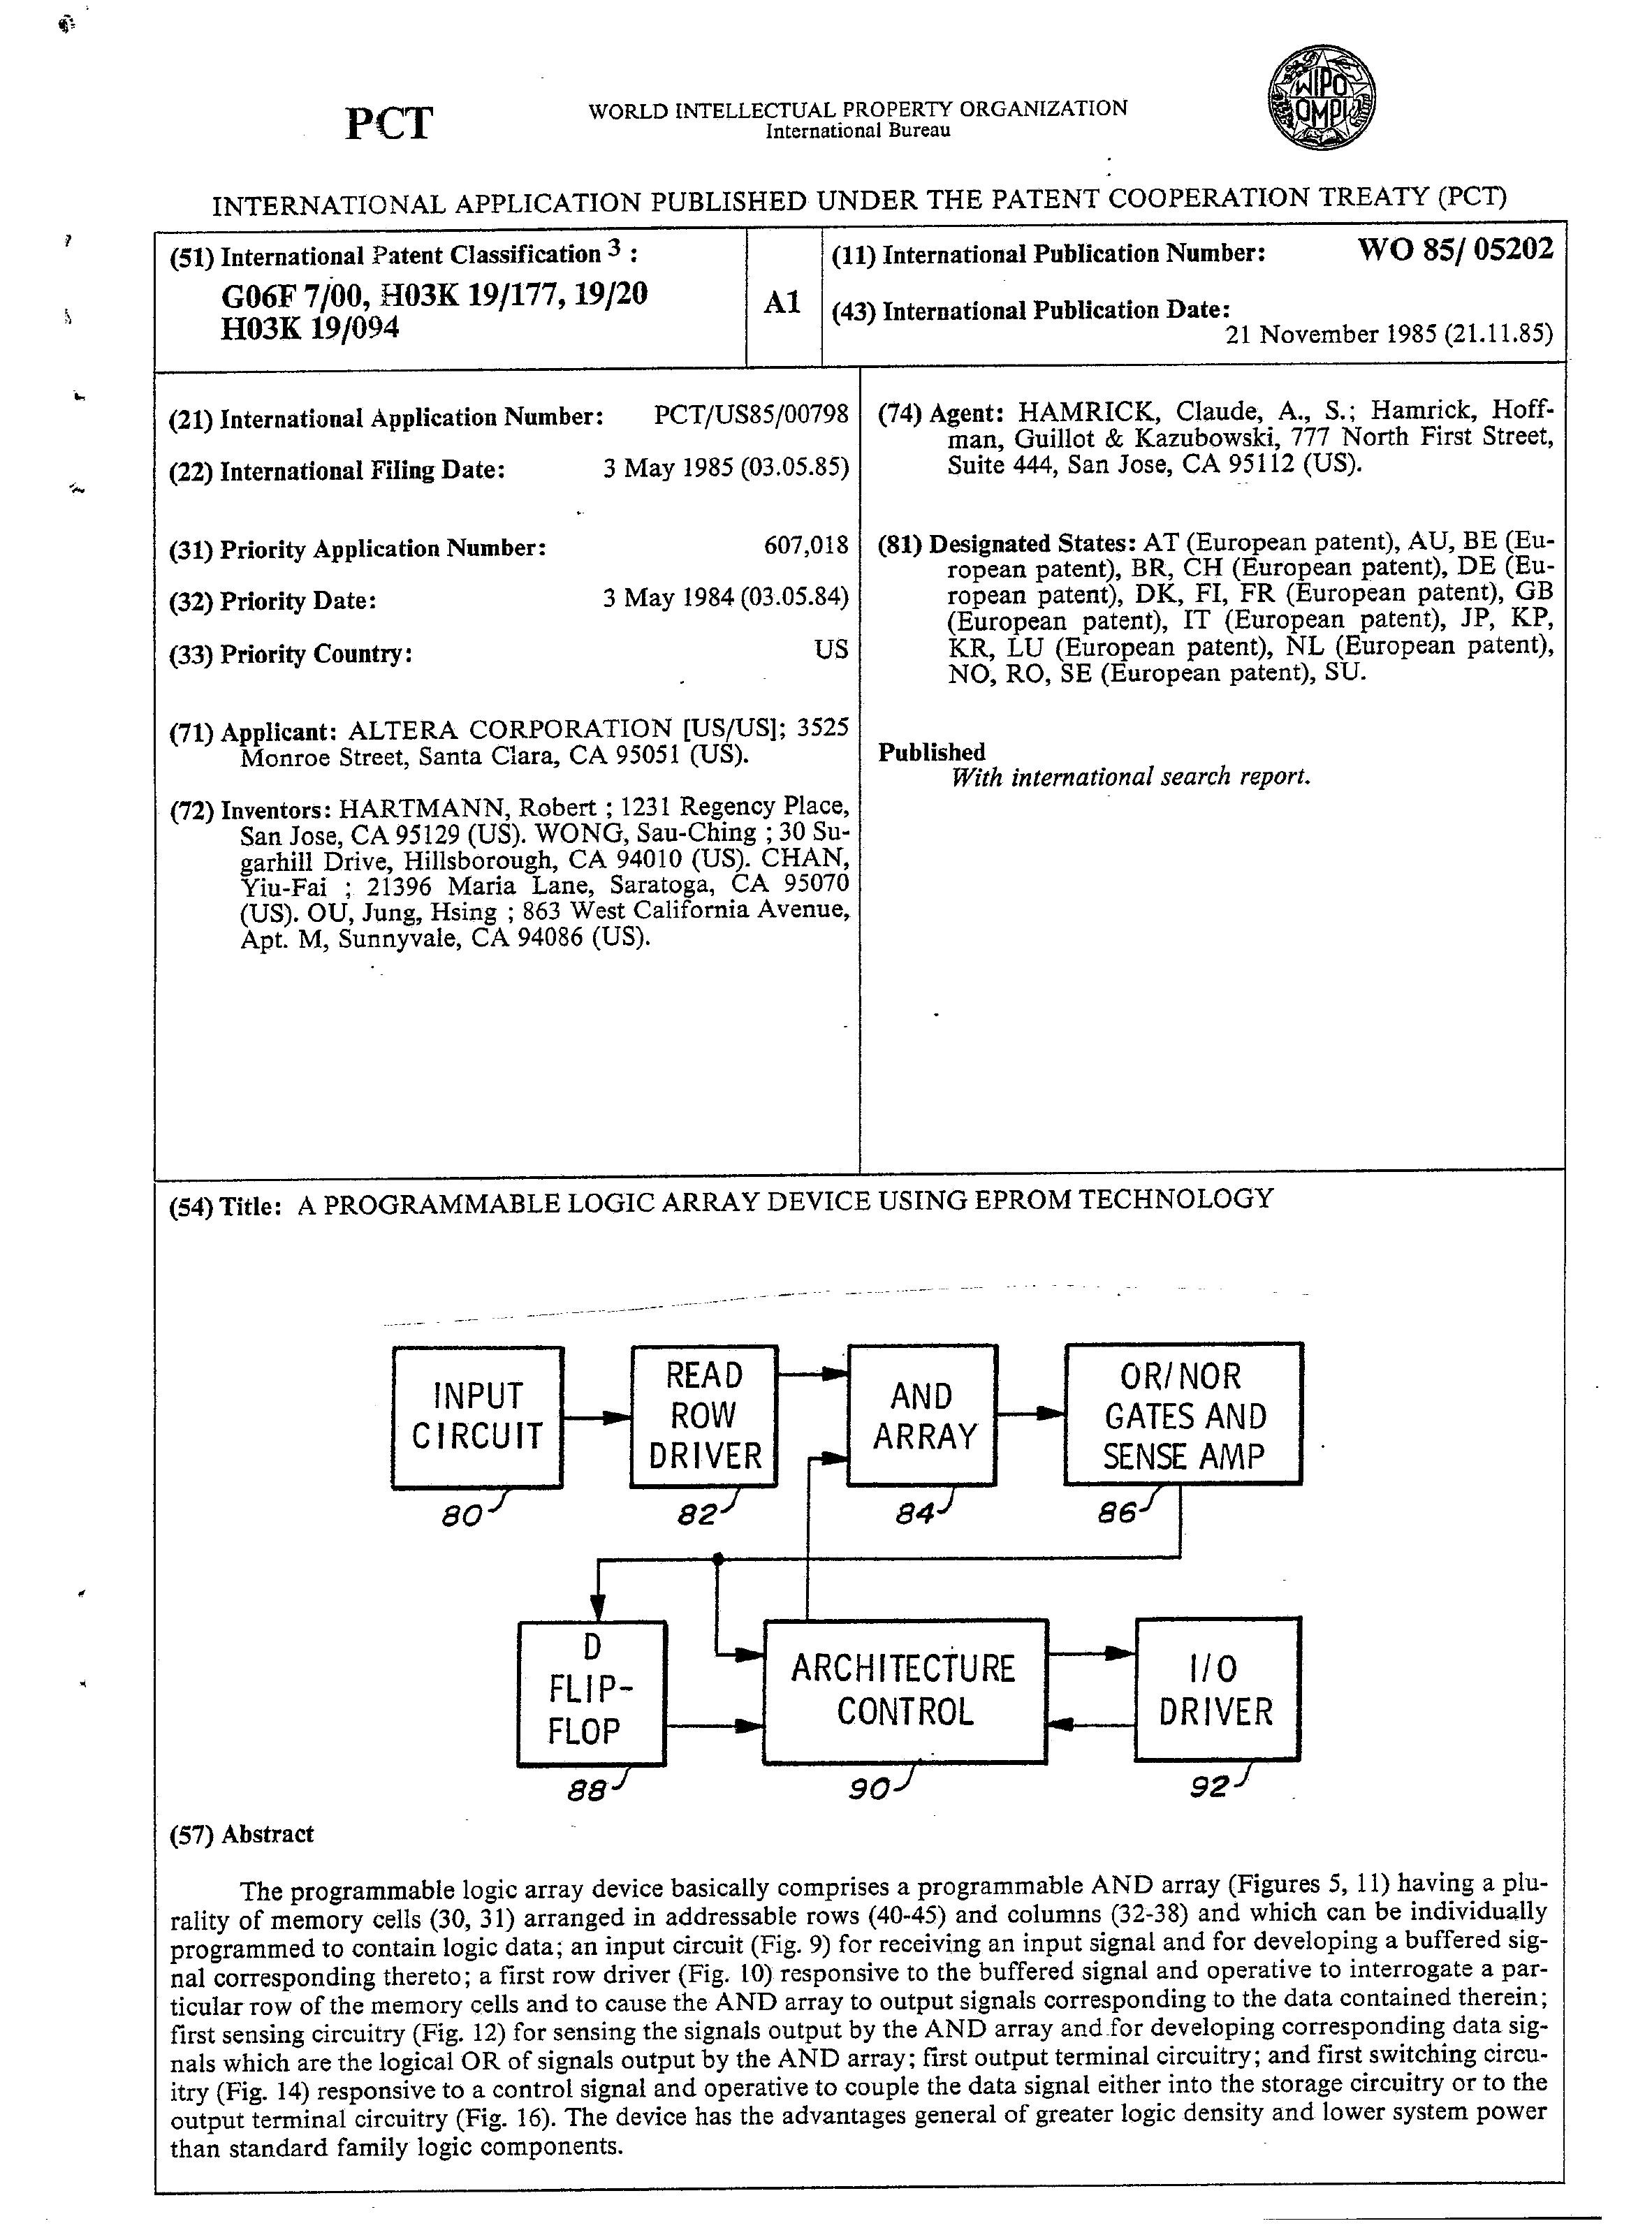 WIPO
OMPI
PCT
WORLD INTELLECTUAL PROPERTY ORGANIZATION
International Bureau
INTERNATIONAL APPLICATION PUBLISHED UNDER THE PATENT COOPERATION TREATY (PCT)
(51) International Patent Classification 3 :
G06F 7/00, H03K 19/177, 19/20
H03K 19/094
A1
(11) International Publication Number: WO 85/ 05202
(43) International Publication Date:
21 November 1985 (21.11.85)
(21) International Application Number: PCT/US85/00798
(22) International Filing Date: 3 May 1985 (03.05.85)
(31) Priority Application Number: 607,018
(32) Priority Date: 3 May 1984 (03.05.84)
(33) Priority Country: US
(71) Applicant: ALTERA CORPORATION [US/US]; 3525
Monroe Street, Santa Clara, CA 95051 (US).
(72) Inventors: HARTMANN, Robert ; 1231 Regency Place,
San Jose, CA 95129 (US). WONG, Sau-Ching ; 30 Su-
garhill Drive, Hillsborough, CA 94010 (US). CHAN,
Yiu-Fai ; 21396 Maria Lane, Saratoga, CA 95070
(US). OU, Jung, Hsing ; 863 West California Avenue,
Apt. M, Sunnyvale, CA 94086 (US).
(74) Agent: HAMRICK, Claude, A., S.; Hamrick, Hoff-
man, Guillot & Kazubowski, 777 North First Street,
Suite 444, San Jose, CA 95112 (US).
(81) Designated States: AT (European patent), AU, BE (Eu-
ropean patent), BR, CH (European patent), DE (Eu-
ropean patent), DK, FI, FR (European patent), GB
(European patent), IT (European patent), JP, KP,
KR, LU (European patent), NL (European patent),
NO, RO, SE (European patent), SU.
Published
With international search report.
(54) Title: A PROGRAMMABLE LOGIC ARRAY DEVICE USING EPROM TECHNOLOGY
INPUT
CIRCUIT
80
READ
ROW
DRIVER
82
AND
ARRAY
84
OR/NOR
GATES AND
SENSE AMP
86
D
FLIP-
FLOP
88
ARCHITECTURE
CONTROL
90
I/O
DRIVER
92
(57) Abstract
The programmable logic array device basically comprises a programmable AND array (Figures 5, 11) having a plu-
rality of memory cells (30, 31) arranged in addressable rows (40-45) and columns (32-38) and which can be individually
programmed to contain logic data; an input circuit (Fig. 9) for receiving an input signal and for developing a buffered sig-
nal corresponding thereto; a first row driver (Fig. 10) responsive to the buffered signal and operative to interrogate a par-
ticular row of the memory cells and to cause the AND array to output signals corresponding to the data contained therein;
first sensing circuitry (Fig. 12) for sensing the signals output by the AND array and for developing corresponding data sig-
nals which are the logical OR of signals output by the AND array; first output terminal circuitry; and first switching circu-
itry (Fig. 14) responsive to a control signal and operative to couple the data signal either into the storage circuitry or to the
output terminal circuitry (Fig. 16). The device has the advantages general of greater logic density and lower system power
than standard family logic components.